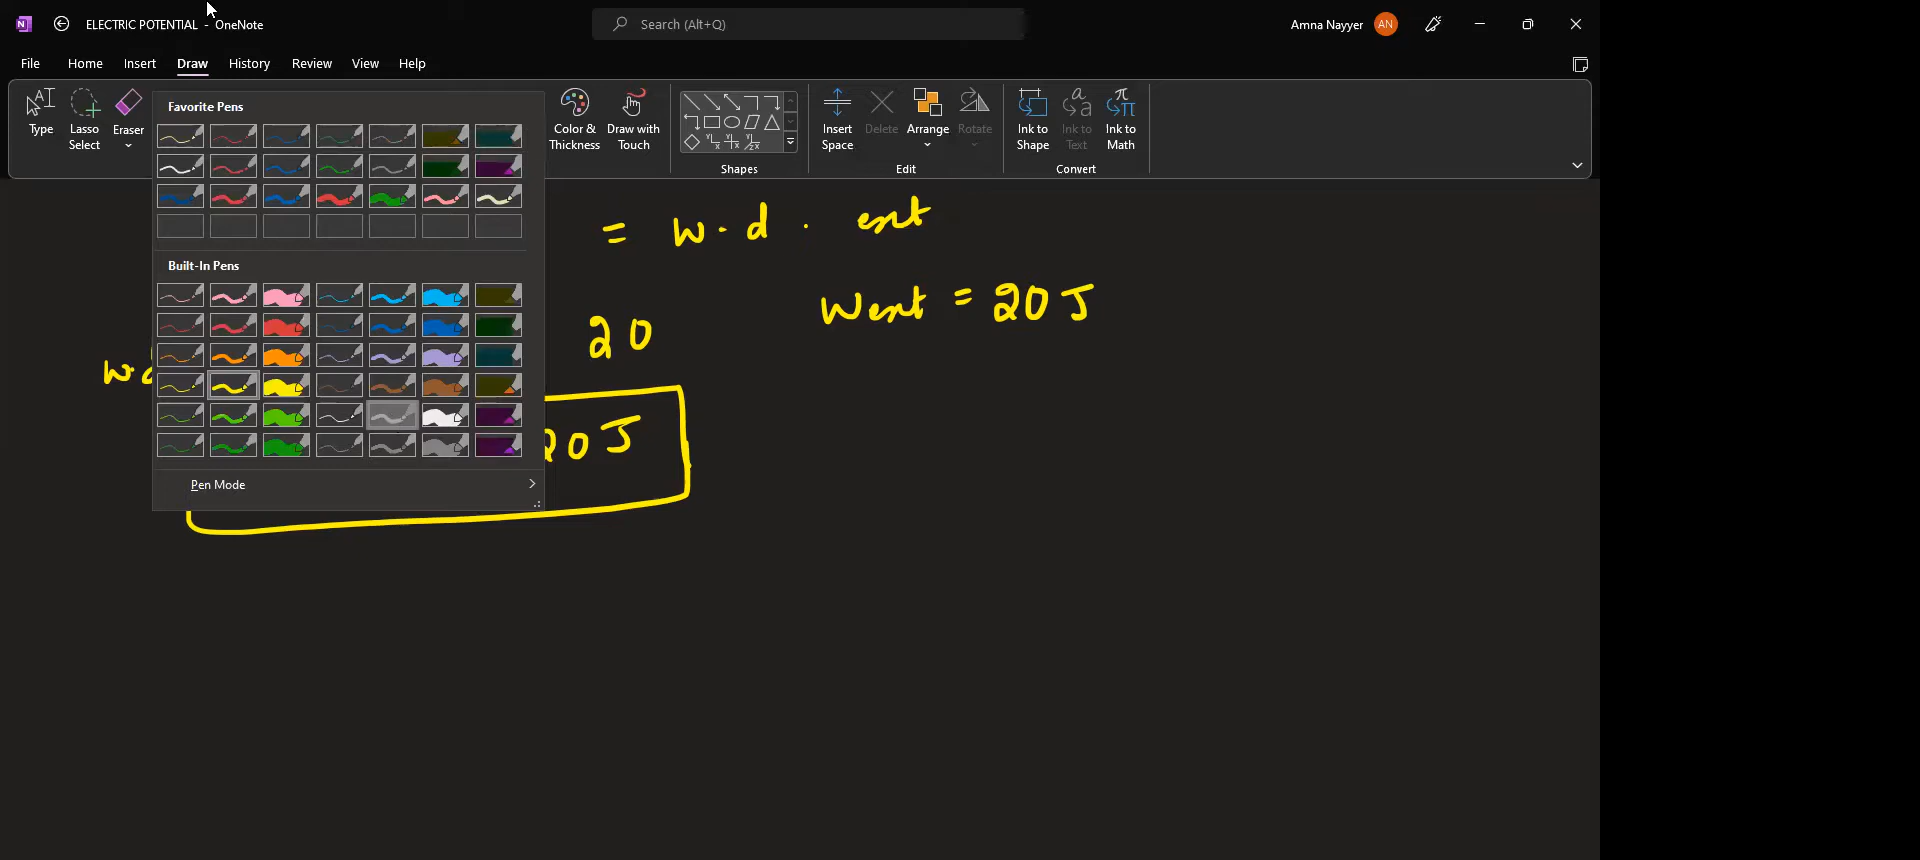 ELECTRIC POTENTIAL - OneNote
Search (Alt+Q)
Amna Nayyer AN
File Home Insert Draw History Review View Help
Type
Lasso Select
Eraser
Favorite Pens
Built-In Pens
Pen Mode
Color & Thickness
Draw with Touch
Shapes
Insert Space
Delete
Arrange
Rotate
Edit
Ink to Shape
Ink to Text
Ink to Math
Convert
= w.d. ext
Wext = 20 J
20
w.
20 J